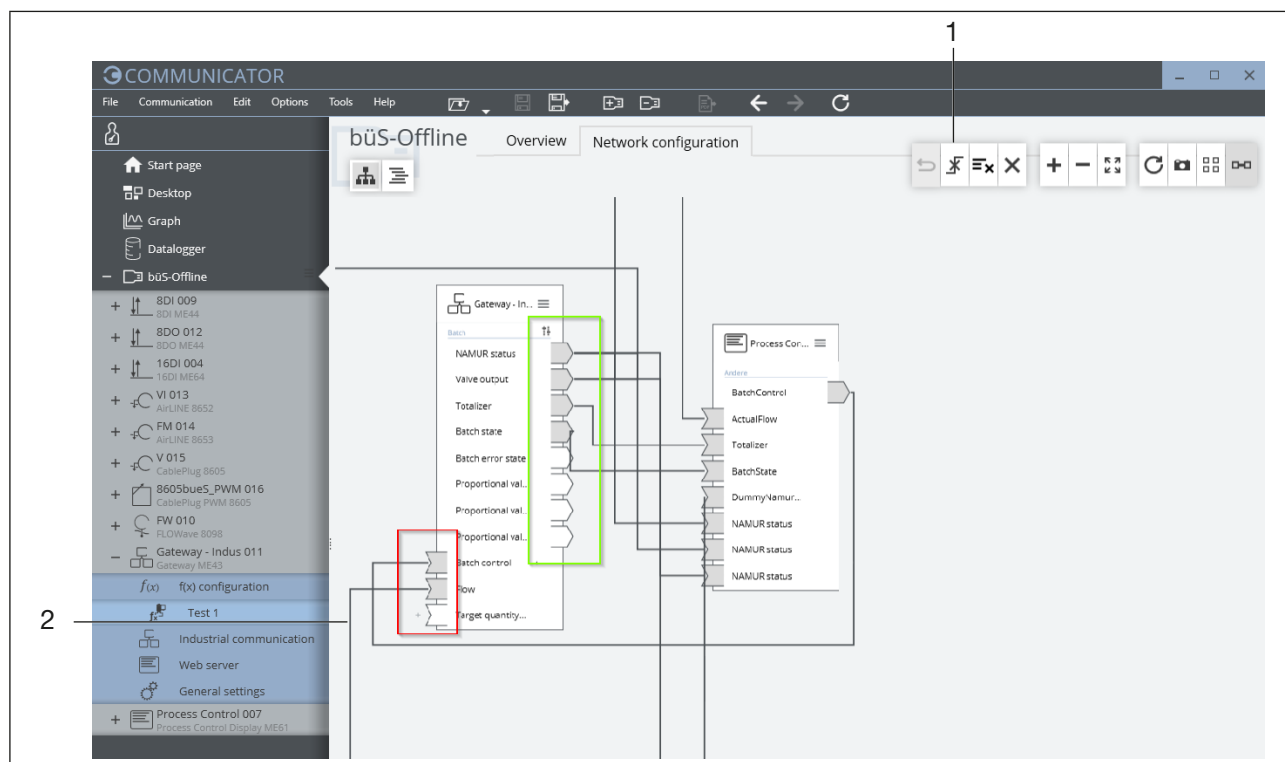 1
COMMUNICATOR
File Communication Edit Options Tools Help
büS-Offline Overview Network configuration
Start page
Desktop
Graph
Datalogger
büS-Offline
8DI 009
8DI ME44
8DO 012
8DO ME44
16DI 004
16DI ME64
VI 013
AirLINE 8652
FM 014
AirLINE 8653
V 015
CablePlug 8605
8605bueS_PWM 016
CablePlug PWM 8605
FW 010
FLOWave 8098
Gateway - Indus 011
Gateway ME43
f(x) f(x) configuration
Test 1
Industrial communication
Web server
General settings
Process Control 007
Process Control Display ME61
2
Gateway - In...
Batch
NAMUR status
Valve output
Totalizer
Batch state
Batch error state
Proportional val...
Proportional val...
Proportional val...
Batch control
Flow
Target quantity...
Process Con...
Andere
BatchControl
ActualFlow
Totalizer
BatchState
DummyNamur...
NAMUR status
NAMUR status
NAMUR status